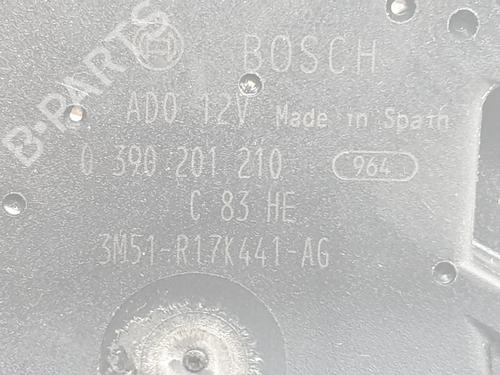 BOSCH
ADO 12V Made in Spain
0 390 201 210 964
C 83 HE
3M51-R17K441-AG
B-PARTS